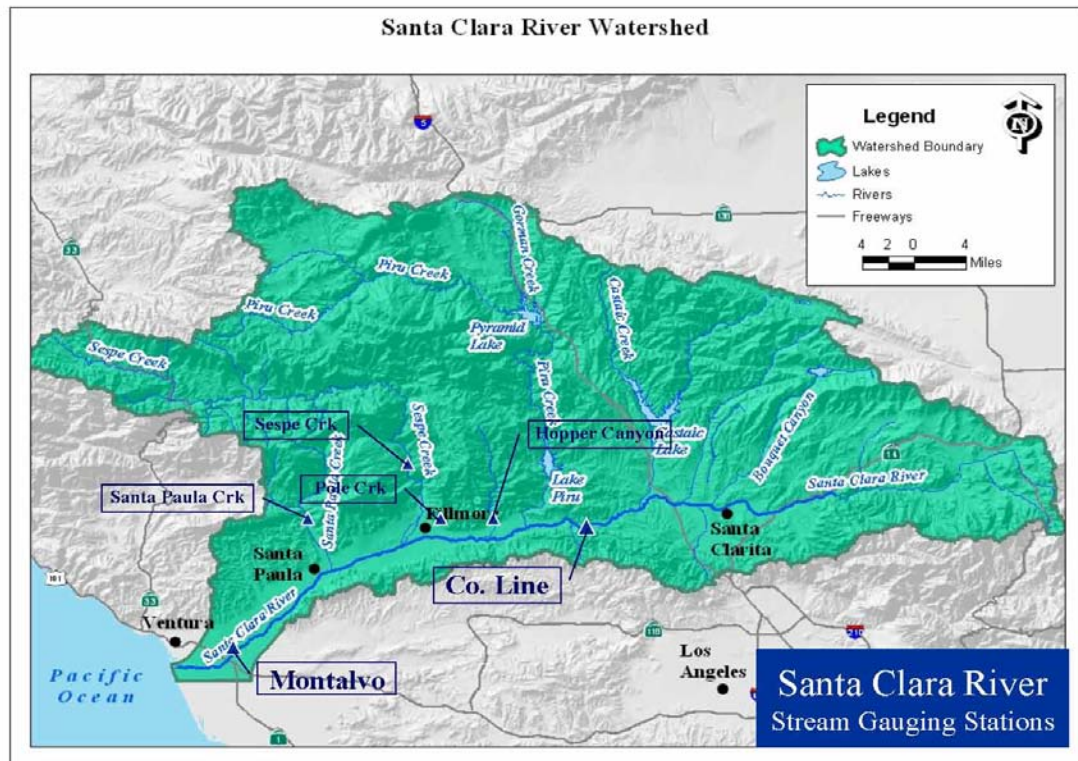 Santa Clara River Watershed
Legend
N
Watershed Boundary
Lakes
Rivers
Freeways
4 2 0 4
Miles
5
33
138
Gorman Creek
Piru Creek
Piru Creek
Castaic Creek
Pyramid
Lake
Sespe Creek
Piru Creek
Bouquet Canyon
Sespe Crk
Sespe Creek
Hopper Canyon
Castaic
Lake
14
Santa Paula Creek
Lake
Piru
Santa Clara River
Santa Paula Crk
Pole Crk
Fillmore
Santa
Clarita
Santa
Paula
Co. Line
101
33
Ventura
Santa Clara River
118
210
Los
Angeles
Pacific
Ocean
Montalvo
1
Santa Clara River
Stream Gauging Stations